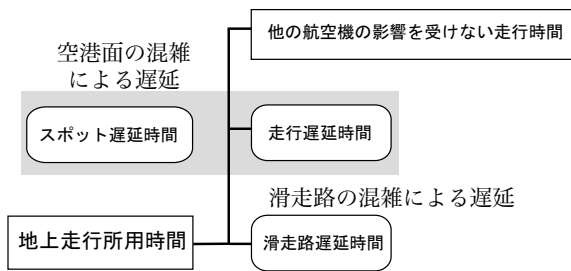 他の航空機の影響を受けない走行時間
空港面の混雑
による遅延
スポット遅延時間
走行遅延時間
滑走路の混雑による遅延
地上走行所用時間
滑走路遅延時間